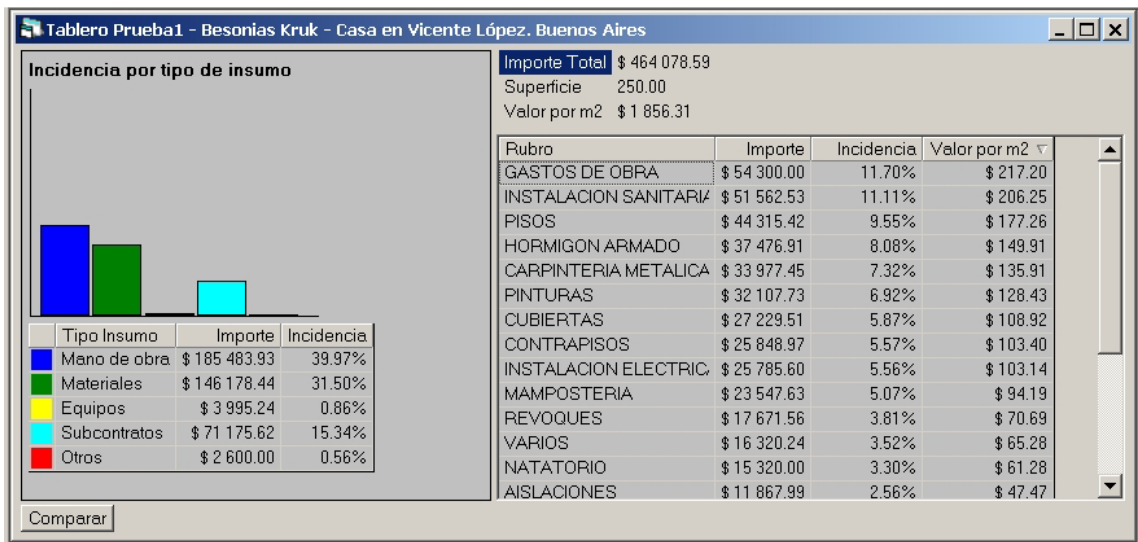 Tablero Prueba1 - Besonias Kruk - Casa en Vicente López. Buenos Aires
Incidencia por tipo de insumo
Tipo Insumo Importe Incidencia
Mano de obra $ 185 483.93 39.97%
Materiales $ 146 178.44 31.50%
Equipos $ 3 995.24 0.86%
Subcontratos $ 71 175.62 15.34%
Otros $ 2 600.00 0.56%
Importe Total $ 464 078.59
Superficie 250.00
Valor por m2 $ 1 856.31
Rubro Importe Incidencia Valor por m2
GASTOS DE OBRA $ 54 300.00 11.70% $ 217.20
INSTALACION SANITARIA $ 51 562.53 11.11% $ 206.25
PISOS $ 44 315.42 9.55% $ 177.26
HORMIGON ARMADO $ 37 476.91 8.08% $ 149.91
CARPINTERIA METALICA $ 33 977.45 7.32% $ 135.91
PINTURAS $ 32 107.73 6.92% $ 128.43
CUBIERTAS $ 27 229.51 5.87% $ 108.92
CONTRAPISOS $ 25 848.97 5.57% $ 103.40
INSTALACION ELECTRIC $ 25 785.60 5.56% $ 103.14
MAMPOSTERIA $ 23 547.63 5.07% $ 94.19
REVOQUES $ 17 671.56 3.81% $ 70.69
VARIOS $ 16 320.24 3.52% $ 65.28
NATATORIO $ 15 320.00 3.30% $ 61.28
AISLACIONES $ 11 867.99 2.56% $ 47.47
Comparar